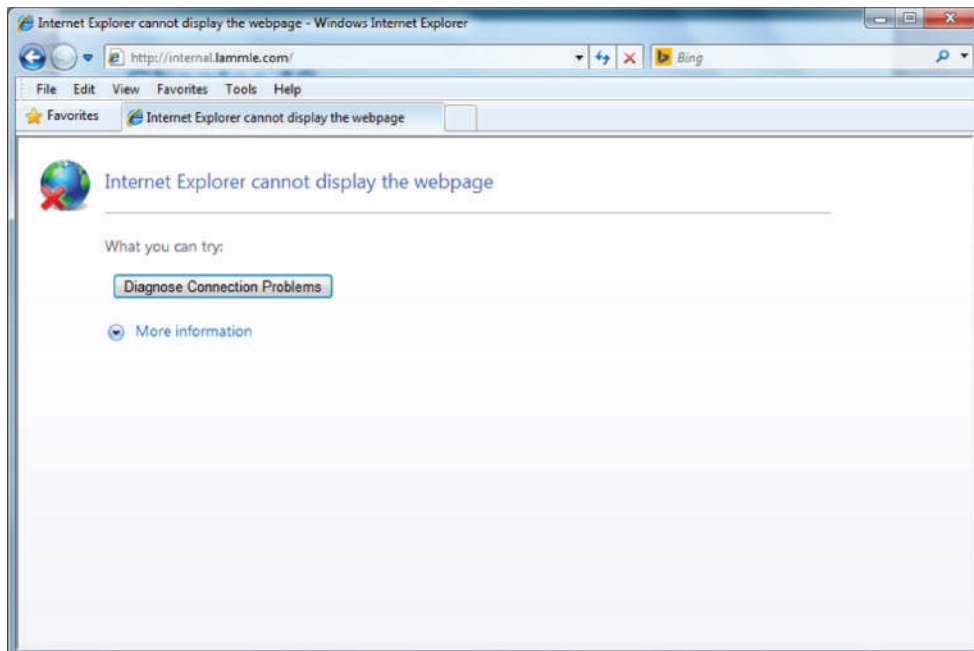 Internet Explorer cannot display the webpage - Windows Internet Explorer
http://internal.lammle.com/
Bing
File Edit View Favorites Tools Help
Favorites
Internet Explorer cannot display the webpage
Internet Explorer cannot display the webpage
What you can try:
Diagnose Connection Problems
More information